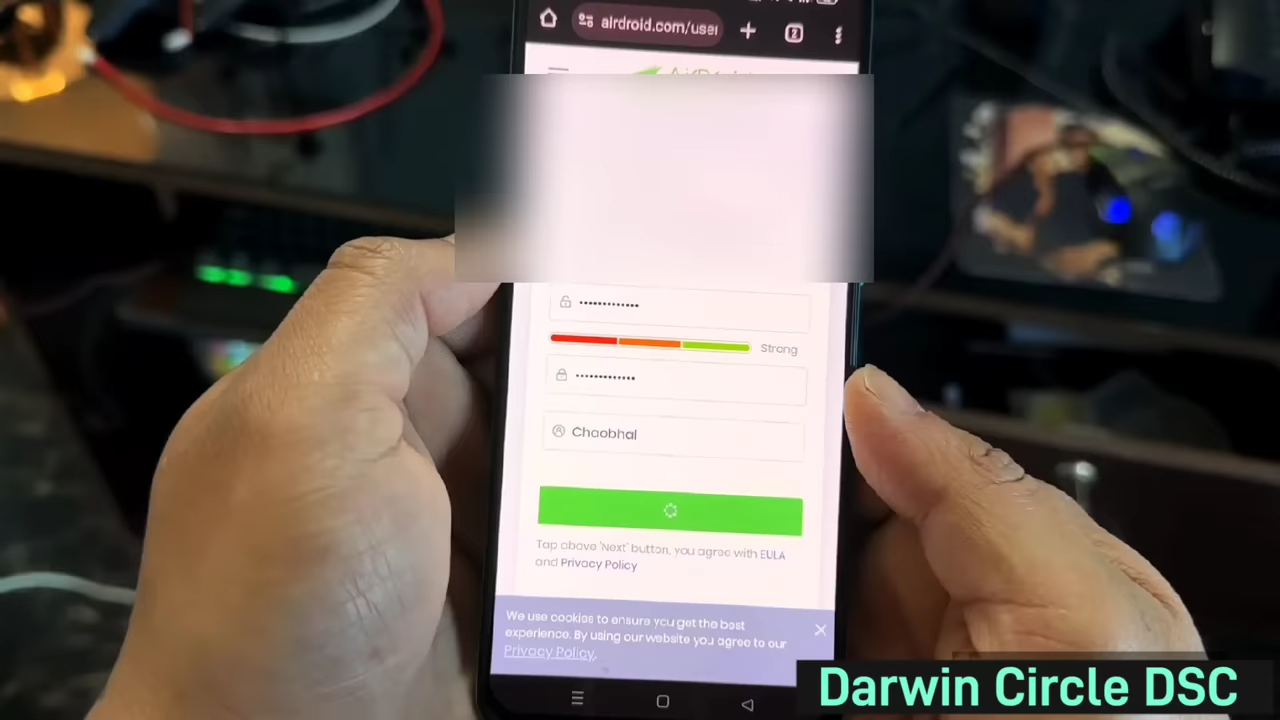 airdroid.com/user
Strong
Chaobhal
Tap above 'Next' button, you agree with EULA
and Privacy Policy
We use cookies to ensure you get the best
experience. By using our website you agree to our
Privacy Policy.
Darwin Circle DSC